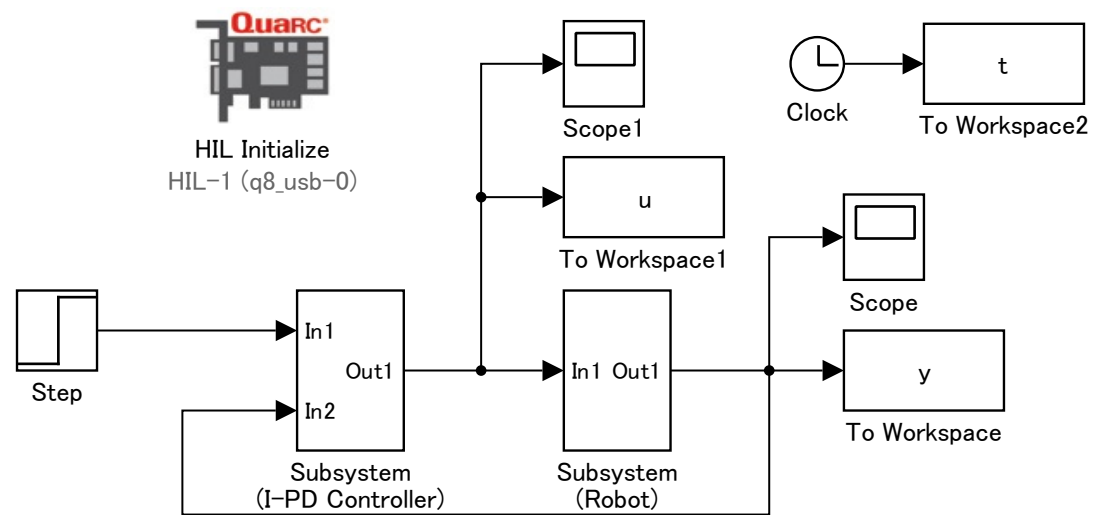 QUARC®
HIL Initialize
HIL-1 (q8_usb-0)
Scope1
u
To Workspace1
Clock
t
To Workspace2
Scope
y
To Workspace
Step
In1
In2
Out1
Subsystem
(I-PD Controller)
In1 Out1
Subsystem
(Robot)